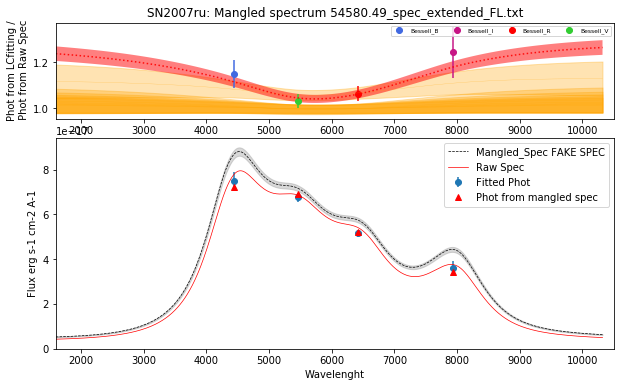 SN2007ru: Mangled spectrum 54580.49_spec_extended_FL.txt
Phot from LCfitting /
Phot from Raw Spec
Bessell_B Bessell_I Bessell_R Bessell_V
1.2
1.0
2000 3000 4000 5000 6000 7000 8000 9000 10000
1e−17
Flux erg s-1 cm-2 A-1
8
6
4
2
0
Mangled_Spec FAKE SPEC
Raw Spec
Fitted Phot
Phot from mangled spec
2000 3000 4000 5000 6000 7000 8000 9000 10000
Wavelenght